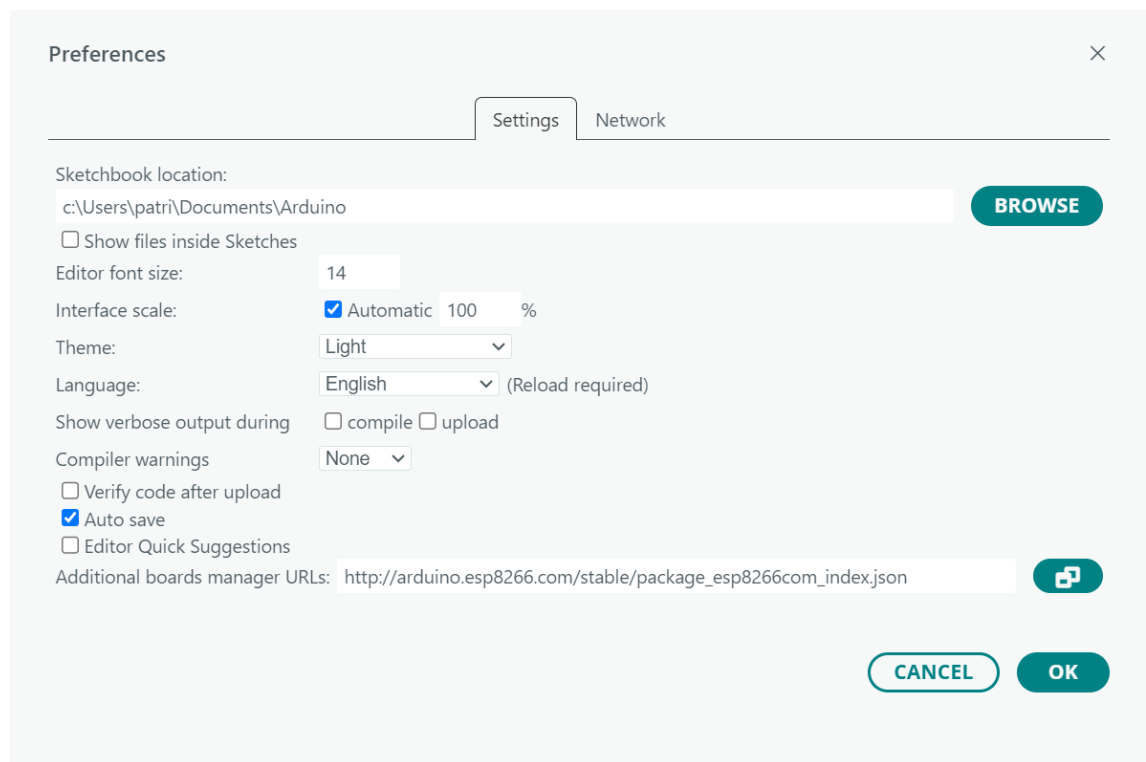 Preferences
Settings Network
Sketchbook location:
c:\Users\patri\Documents\Arduino BROWSE
Show files inside Sketches
Editor font size: 14
Interface scale: Automatic 100 %
Theme: Light
Language: English (Reload required)
Show verbose output during compile upload
Compiler warnings None
Verify code after upload
Auto save
Editor Quick Suggestions
Additional boards manager URLs: http://arduino.esp8266.com/stable/package_esp8266com_index.json
CANCEL OK